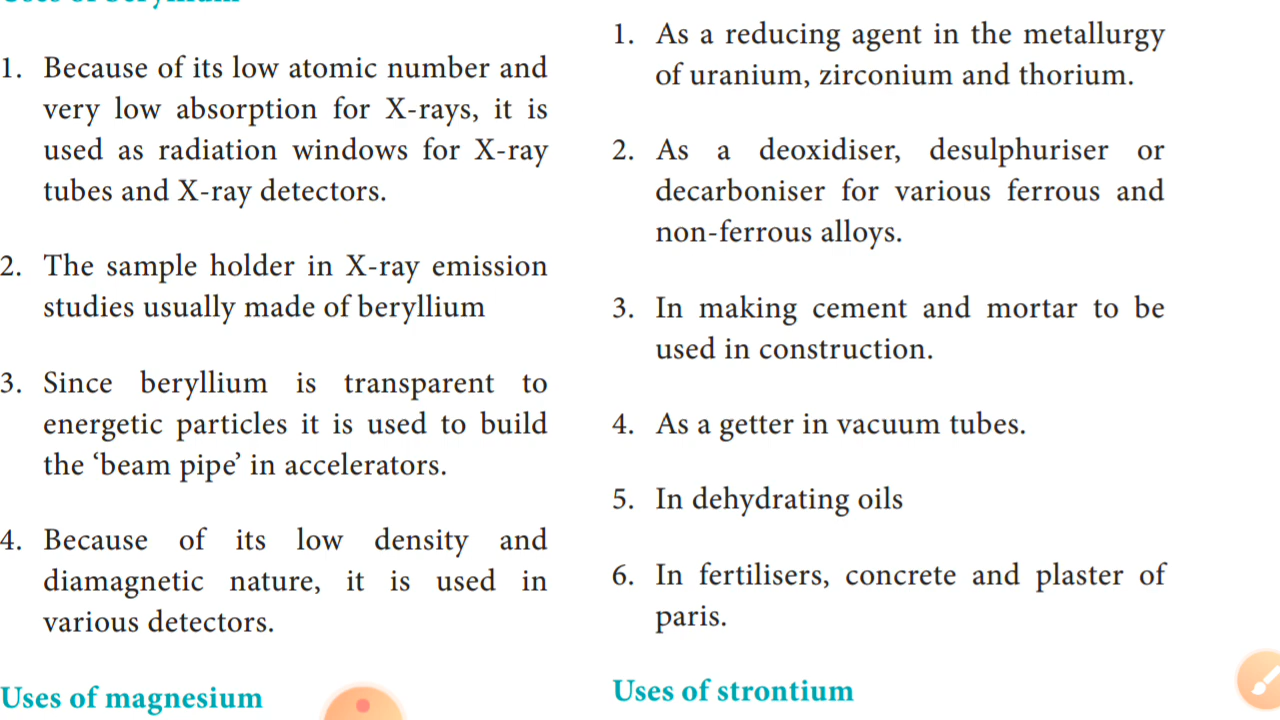 1. Because of its low atomic number and
very low absorption for X-rays, it is
used as radiation windows for X-ray
tubes and X-ray detectors.
2. The sample holder in X-ray emission
studies usually made of beryllium
3. Since beryllium is transparent to
energetic particles it is used to build
the ‘beam pipe’ in accelerators.
4. Because of its low density and
diamagnetic nature, it is used in
various detectors.
Uses of magnesium
1. As a reducing agent in the metallurgy
of uranium, zirconium and thorium.
2. As a deoxidiser, desulphuriser or
decarboniser for various ferrous and
non-ferrous alloys.
3. In making cement and mortar to be
used in construction.
4. As a getter in vacuum tubes.
5. In dehydrating oils
6. In fertilisers, concrete and plaster of
paris.
Uses of strontium